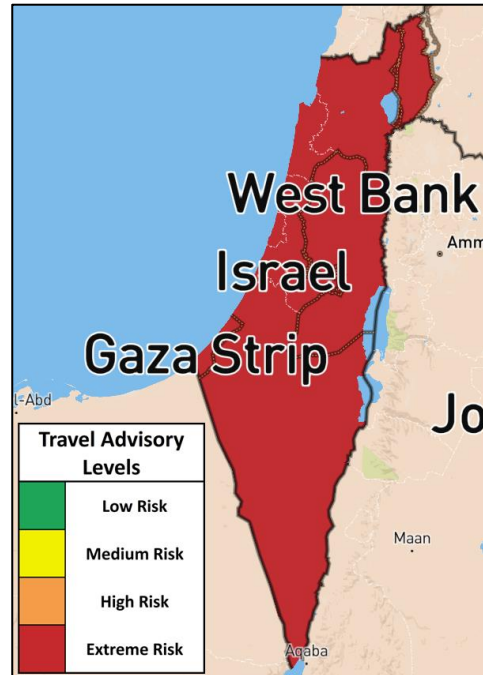 West Bank
Amm
Israel
Gaza Strip
l-Abd
Jo
Travel Advisory
Levels
Low Risk
Medium Risk
High Risk
Extreme Risk
Maan
Aqaba